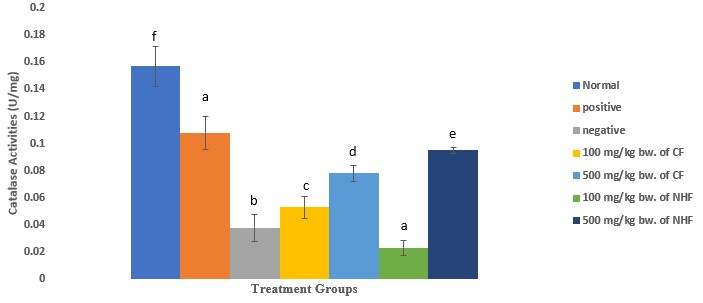 0.2
0.18
0.16
0.14
0.12
0.1
0.08
0.06
0.04
0.02
0
Catalase Activities (U/mg)
f
a
b
c
d
a
e
Treatment Groups
Normal
positive
negative
100 mg/kg bw. of CF
500 mg/kg bw. of CF
100 mg/kg bw. of NHF
500 mg/kg bw. of NHF